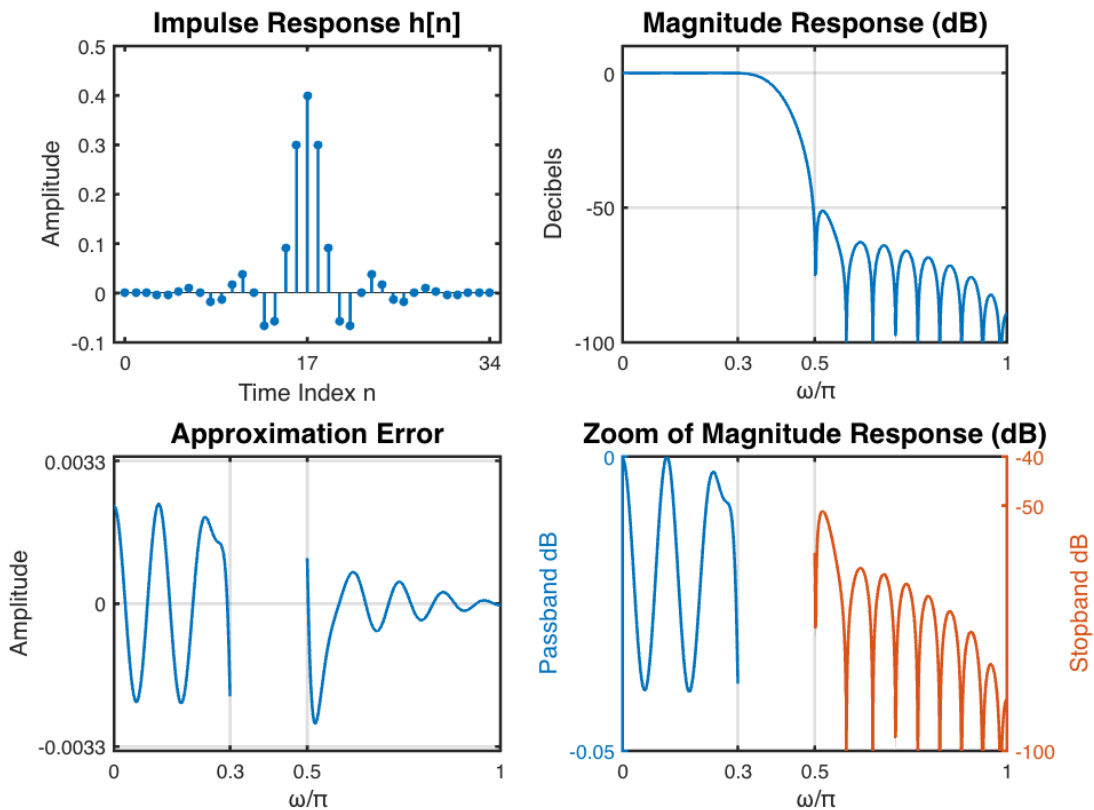 Impulse Response h[n]
Amplitude
0.5
0.4
0.3
0.2
0.1
0
-0.1
0
17
34
Time Index n
Magnitude Response (dB)
Decibels
0
-50
-100
0
0.3
0.5
1
ω/π
Approximation Error
Amplitude
0.0033
0
-0.0033
0
0.3
0.5
1
ω/π
Zoom of Magnitude Response (dB)
Passband dB
0
-0.05
0
0.3
0.5
1
ω/π
-40
-50
-100
Stopband dB